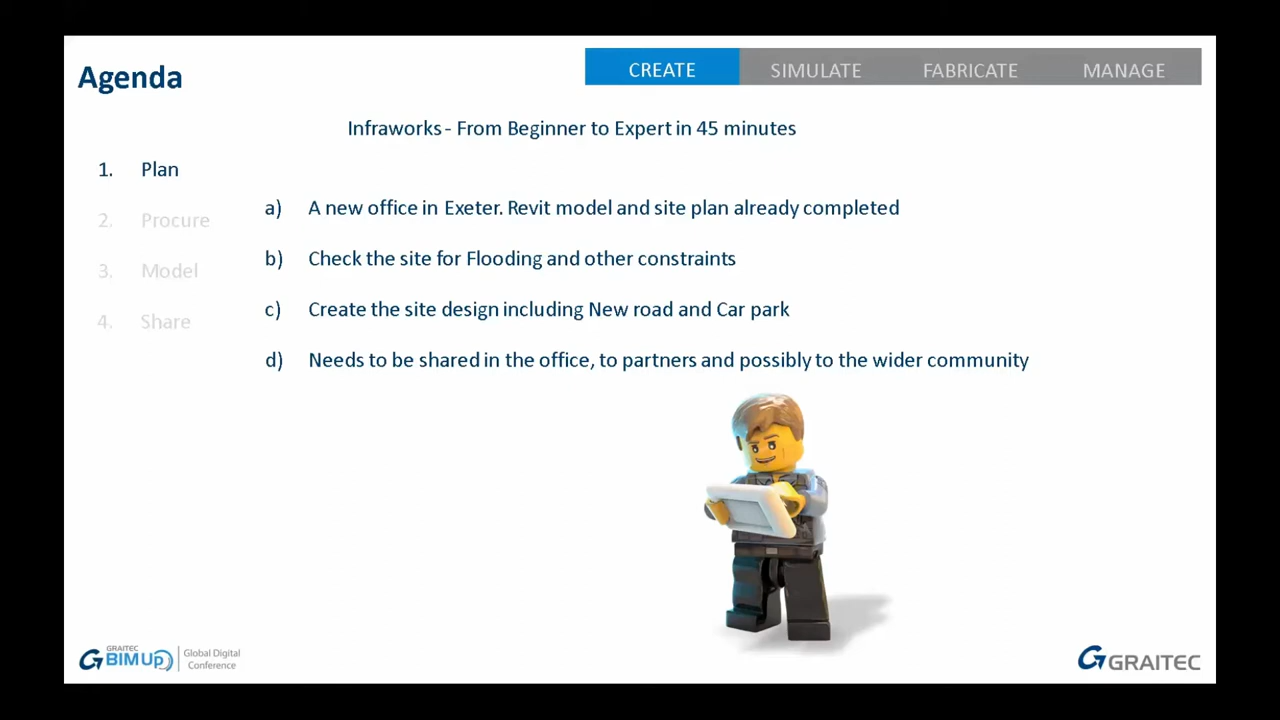 Agenda
CREATE SIMULATE FABRICATE MANAGE
Infraworks - From Beginner to Expert in 45 minutes
1. Plan
a) A new office in Exeter. Revit model and site plan already completed
2. Procure
b) Check the site for Flooding and other constraints
3. Model
c) Create the site design including New road and Car park
4. Share
d) Needs to be shared in the office, to partners and possibly to the wider community
GRAITEC
BIMUP
Global Digital
Conference
GRAITEC